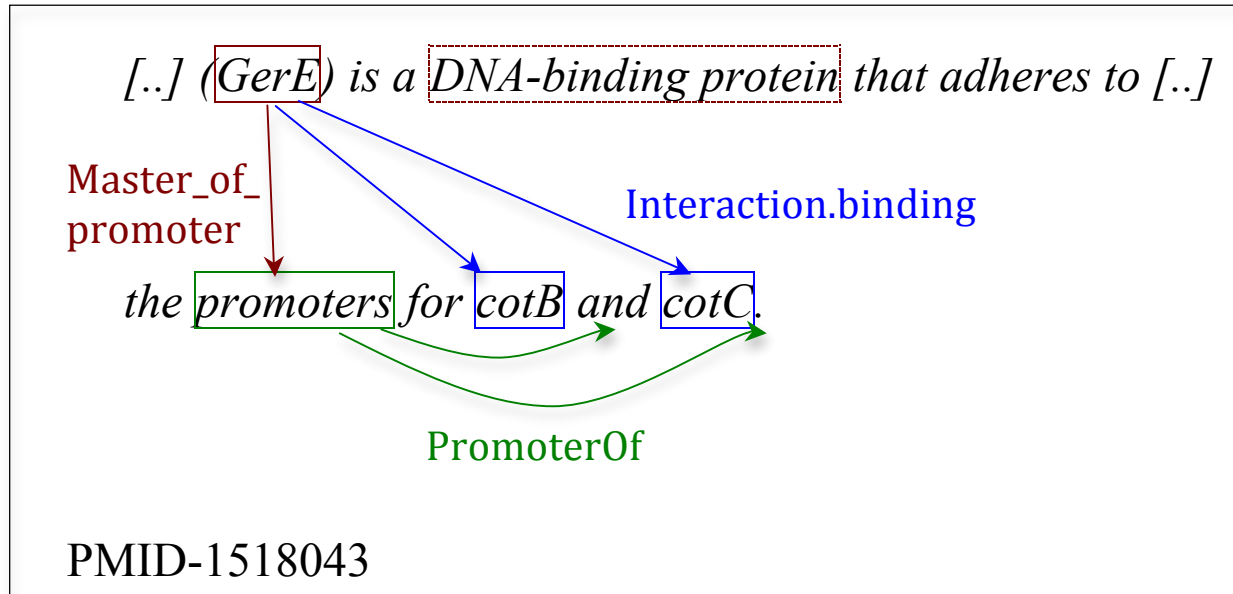 [..] (GerE) is a DNA-binding protein that adheres to [..]
Master_of_
promoter
Interaction.binding
the promoters for cotB and cotC.
PromoterOf
PMID-1518043